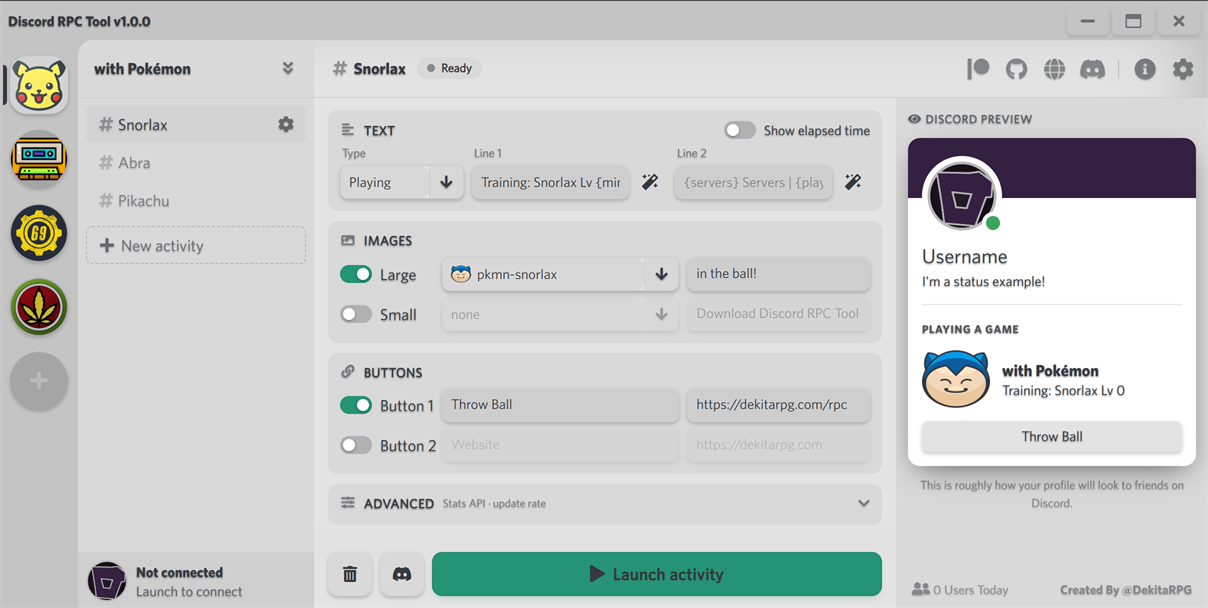 Discord RPC Tool v1.0.0
with Pokémon
# Snorlax
# Abra
# Pikachu
+ New activity
69
Not connected
Launch to connect
# Snorlax
Ready
TEXT
Show elapsed time
Type
Line 1
Line 2
Playing
Training: Snorlax Lv {mir
{servers} Servers | {play
IMAGES
Large
pkmn-snorlax
in the ball!
Small
none
Download Discord RPC Tool
BUTTONS
Button 1
Throw Ball
https://dekitarpg.com/rpc
Button 2
Website
https://dekitarpg.com
ADVANCED
Stats API · update rate
Launch activity
DISCORD PREVIEW
Username
I'm a status example!
PLAYING A GAME
with Pokémon
Training: Snorlax Lv 0
Throw Ball
This is roughly how your profile will look to friends on
Discord.
0 Users Today
Created By @DekitaRPG